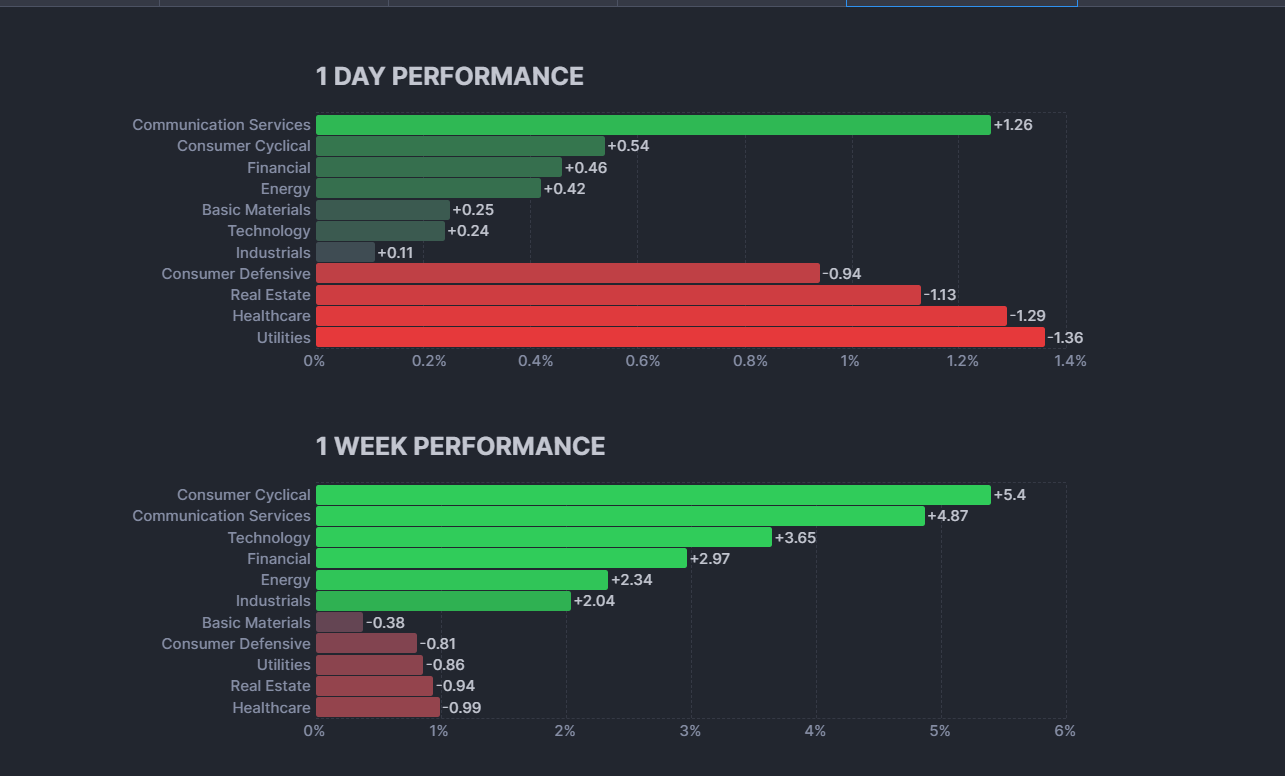 1 DAY PERFORMANCE
Communication Services +1.26
Consumer Cyclical +0.54
Financial +0.46
Energy +0.42
Basic Materials +0.25
Technology +0.24
Industrials +0.11
Consumer Defensive -0.94
Real Estate -1.13
Healthcare -1.29
Utilities -1.36
0% 0.2% 0.4% 0.6% 0.8% 1% 1.2% 1.4%
1 WEEK PERFORMANCE
Consumer Cyclical +5.4
Communication Services +4.87
Technology +3.65
Financial +2.97
Energy +2.34
Industrials +2.04
Basic Materials -0.38
Consumer Defensive -0.81
Utilities -0.86
Real Estate -0.94
Healthcare -0.99
0% 1% 2% 3% 4% 5% 6%